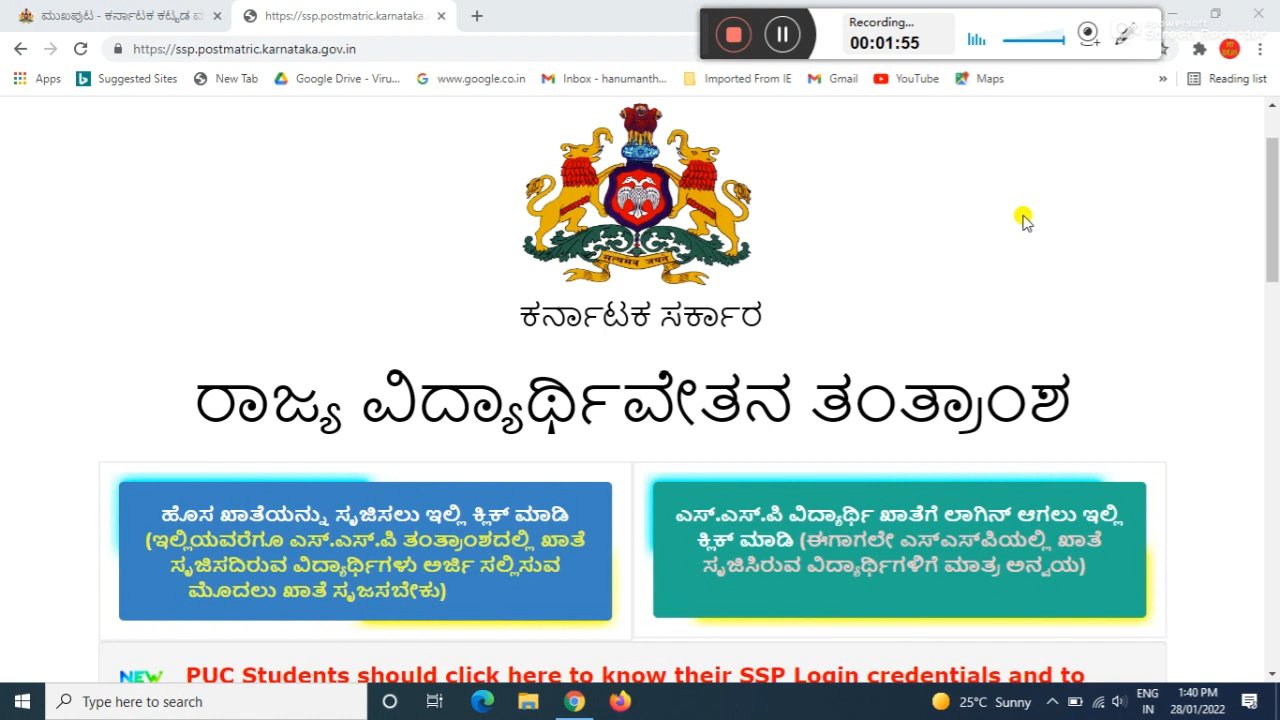 ಮುಖಪುಟ - ಕರ್ನಾಟಕ ಕಟ್ಟಡ ಮ
https://ssp.postmatric.karnataka.
Recording...
00:01:55
https://ssp.postmatric.karnataka.gov.in
Apps Suggested Sites New Tab Google Drive - Viru... www.google.co.in Inbox - hanumanth... Imported From IE Gmail YouTube Maps » Reading list
सत्यमेव जयते
ಕರ್ನಾಟಕ ಸರ್ಕಾರ
ರಾಜ್ಯ ವಿದ್ಯಾರ್ಥಿವೇತನ ತಂತ್ರಾಂಶ
ಹೊಸ ಖಾತೆಯನ್ನು ಸೃಜಿಸಲು ಇಲ್ಲಿ ಕ್ಲಿಕ್ ಮಾಡಿ
(ಇಲ್ಲಿಯವರೆಗೂ ಎಸ್.ಎಸ್.ಪಿ ತಂತ್ರಾಂಶದಲ್ಲಿ ಖಾತೆ
ಸೃಜಿಸದಿರುವ ವಿದ್ಯಾರ್ಥಿಗಳು ಅರ್ಜಿ ಸಲ್ಲಿಸುವ
ಮೊದಲು ಖಾತೆ ಸೃಜಸಬೇಕು)
ಎಸ್.ಎಸ್.ಪಿ ವಿದ್ಯಾರ್ಥಿ ಖಾತೆಗೆ ಲಾಗಿನ್ ಆಗಲು ಇಲ್ಲಿ
ಕ್ಲಿಕ್ ಮಾಡಿ (ಈಗಾಗಲೇ ಎಸ್ಎಸ್‌ಪಿಯಲ್ಲಿ ಖಾತೆ
ಸೃಜಿಸಿರುವ ವಿದ್ಯಾರ್ಥಿಗಳಿಗೆ ಮಾತ್ರ ಅನ್ವಯ)
NEW PUC Students should click here to know their SSP Login credentials and to
Type here to search
25°C Sunny
ENG
IN
1:40 PM
28/01/2022